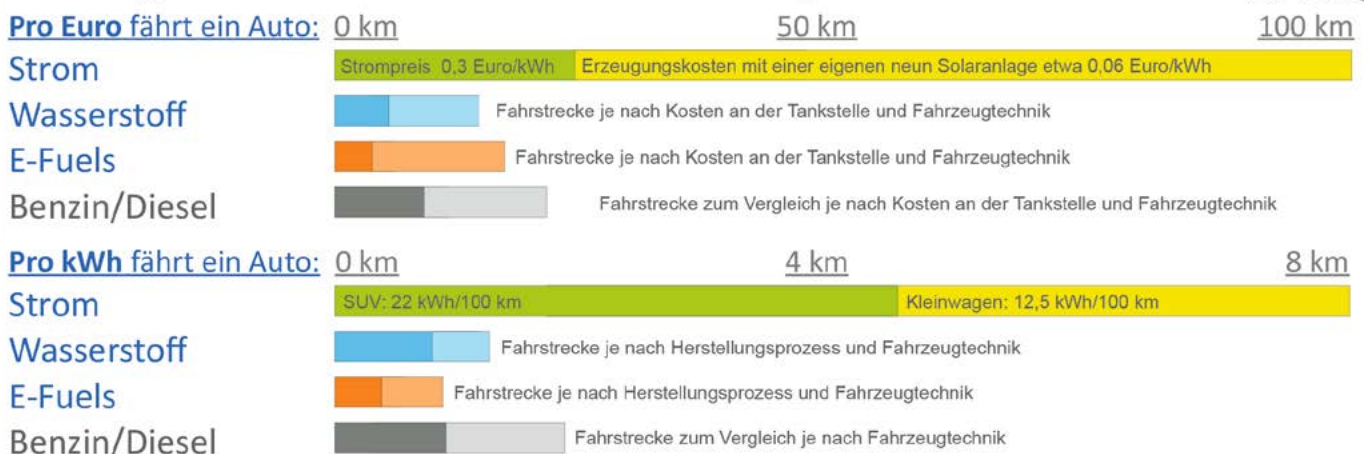 Pro Euro fährt ein Auto: 0 km 50 km 100 km
Strom Strompreis 0,3 Euro/kWh Erzeugungskosten mit einer eigenen neun Solaranlage etwa 0,06 Euro/kWh
Wasserstoff Fahrstrecke je nach Kosten an der Tankstelle und Fahrzeugtechnik
E-Fuels Fahrstrecke je nach Kosten an der Tankstelle und Fahrzeugtechnik
Benzin/Diesel Fahrstrecke zum Vergleich je nach Kosten an der Tankstelle und Fahrzeugtechnik
Pro kWh fährt ein Auto: 0 km 4 km 8 km
Strom SUV: 22 kWh/100 km Kleinwagen: 12,5 kWh/100 km
Wasserstoff Fahrstrecke je nach Herstellungsprozess und Fahrzeugtechnik
E-Fuels Fahrstrecke je nach Herstellungsprozess und Fahrzeugtechnik
Benzin/Diesel Fahrstrecke zum Vergleich je nach Fahrzeugtechnik